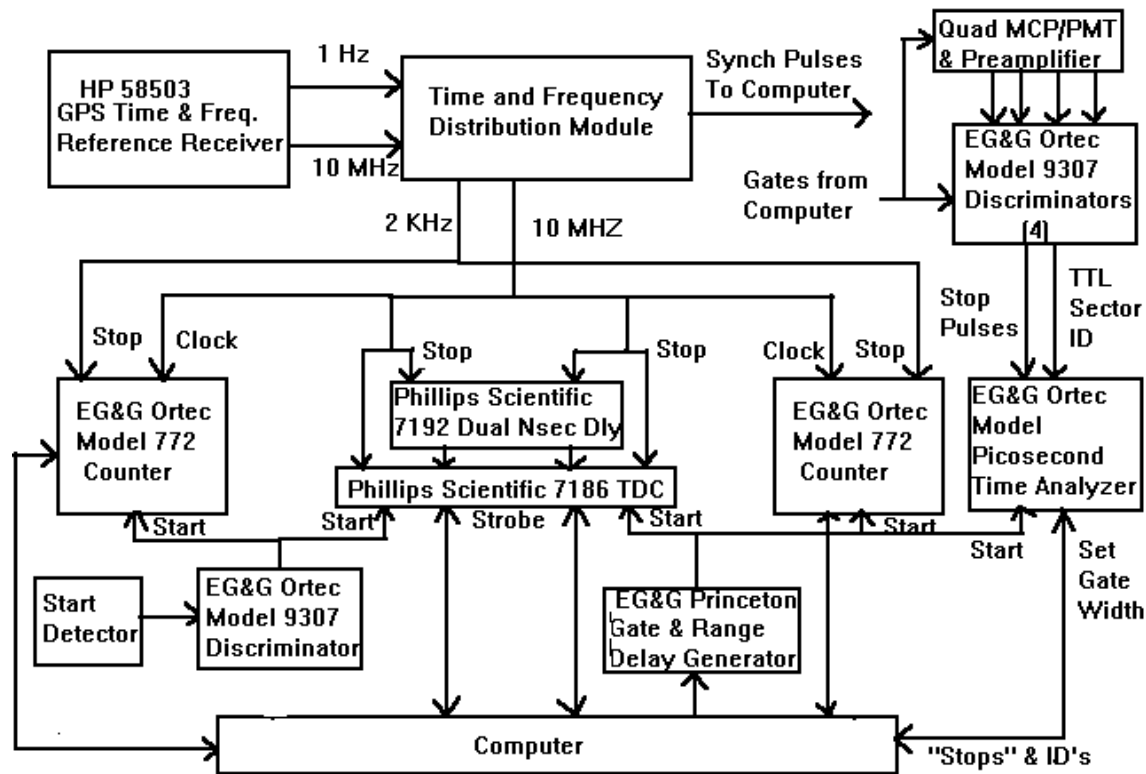 HP 58503
GPS Time & Freq.
Reference Receiver
1 Hz
10 MHz
Time and Frequency
Distribution Module
Synch Pulses
To Computer
Quad MCP/PMT
& Preamplifier
EG&G Ortec
Model 9307
Discriminators
(4)
Gates from
Computer
2 KHz
10 MHZ
Stop
Clock
Stop
Stop
Clock
Stop
Stop
Pulses
TTL
Sector
ID
EG&G Ortec
Model 772
Counter
Phillips Scientific
7192 Dual Nsec Dly
Phillips Scientific 7186 TDC
EG&G Ortec
Model 772
Counter
EG&G Ortec
Model
Picosecond
Time Analyzer
Start
Start
Strobe
Start
Start
Start
Set
Gate
Width
Start
Detector
EG&G Ortec
Model 9307
Discriminator
EG&G Princeton
Gate & Range
Delay Generator
Computer
"Stops" & ID's